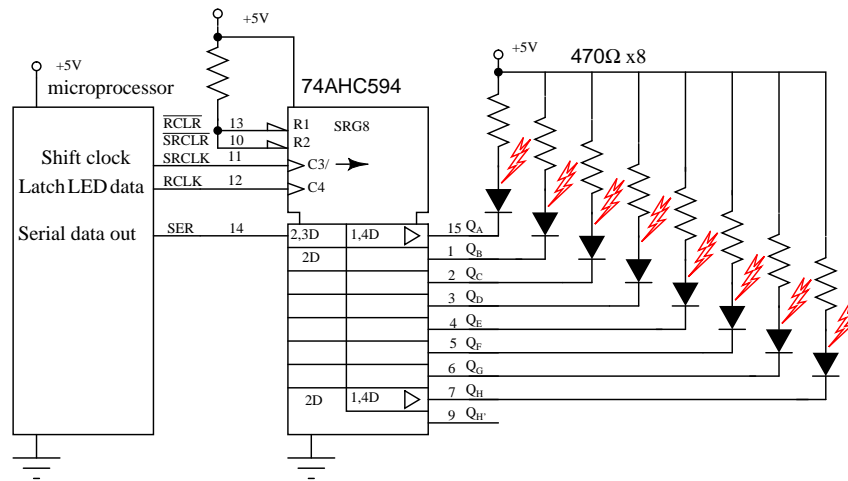 +5V
+5V
470Ω x8
+5V
microprocessor
74AHC594
RCLR 13 R1 SRG8
SRCLR 10 R2
Shift clock SRCLK 11 C3/
Latch LED data RCLK 12 C4
Serial data out SER 14 2,3D 1,4D 15 QA
2D 1 QB
2 QC
3 QD
4 QE
5 QF
6 QG
2D 1,4D 7 QH
9 QH'